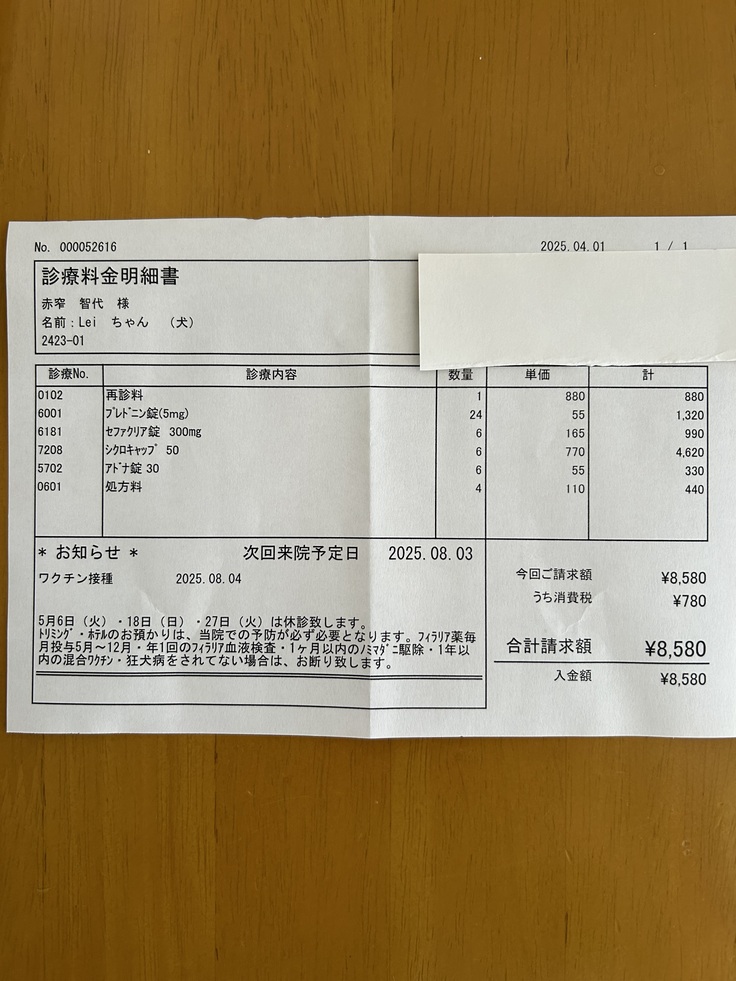 No. 000052616 2025.04.01 1 / 1
診療料金明細書
赤窄 智代 様
名前：Lei ちゃん （犬）
2423-01
診療No. 診療内容 数量 単価 計
0102 再診料 1 880 880
6001 ﾌﾟﾚﾄﾞﾆﾝ錠(5mg) 24 55 1,320
6181 ｾﾌｧｸﾘｱ錠 300mg 6 165 990
7208 ｼｸﾛｷｬｯﾌﾟ 50 6 770 4,620
5702 ｱﾄﾞﾅ錠 30 6 55 330
0601 処方料 4 110 440
* お知らせ * 次回来院予定日 2025.08.03
ワクチン接種 2025.08.04
5月6日（火）・18日（日）・27日（火）は休診致します。
ﾄﾘﾐﾝｸﾞ・ﾎﾃﾙのお預かりは、当院での予防が必ず必要となります。ﾌｨﾗﾘｱ薬毎
月投与5月～12月・年1回のﾌｨﾗﾘｱ血液検査・1ヶ月以内のﾉﾐﾏﾀﾞﾆ駆除・1年以
内の混合ﾜｸﾁﾝ・狂犬病をされてない場合は、お断り致します。
今回ご請求額 ¥8,580
うち消費税 ¥780
合計請求額 ¥8,580
入金額 ¥8,580